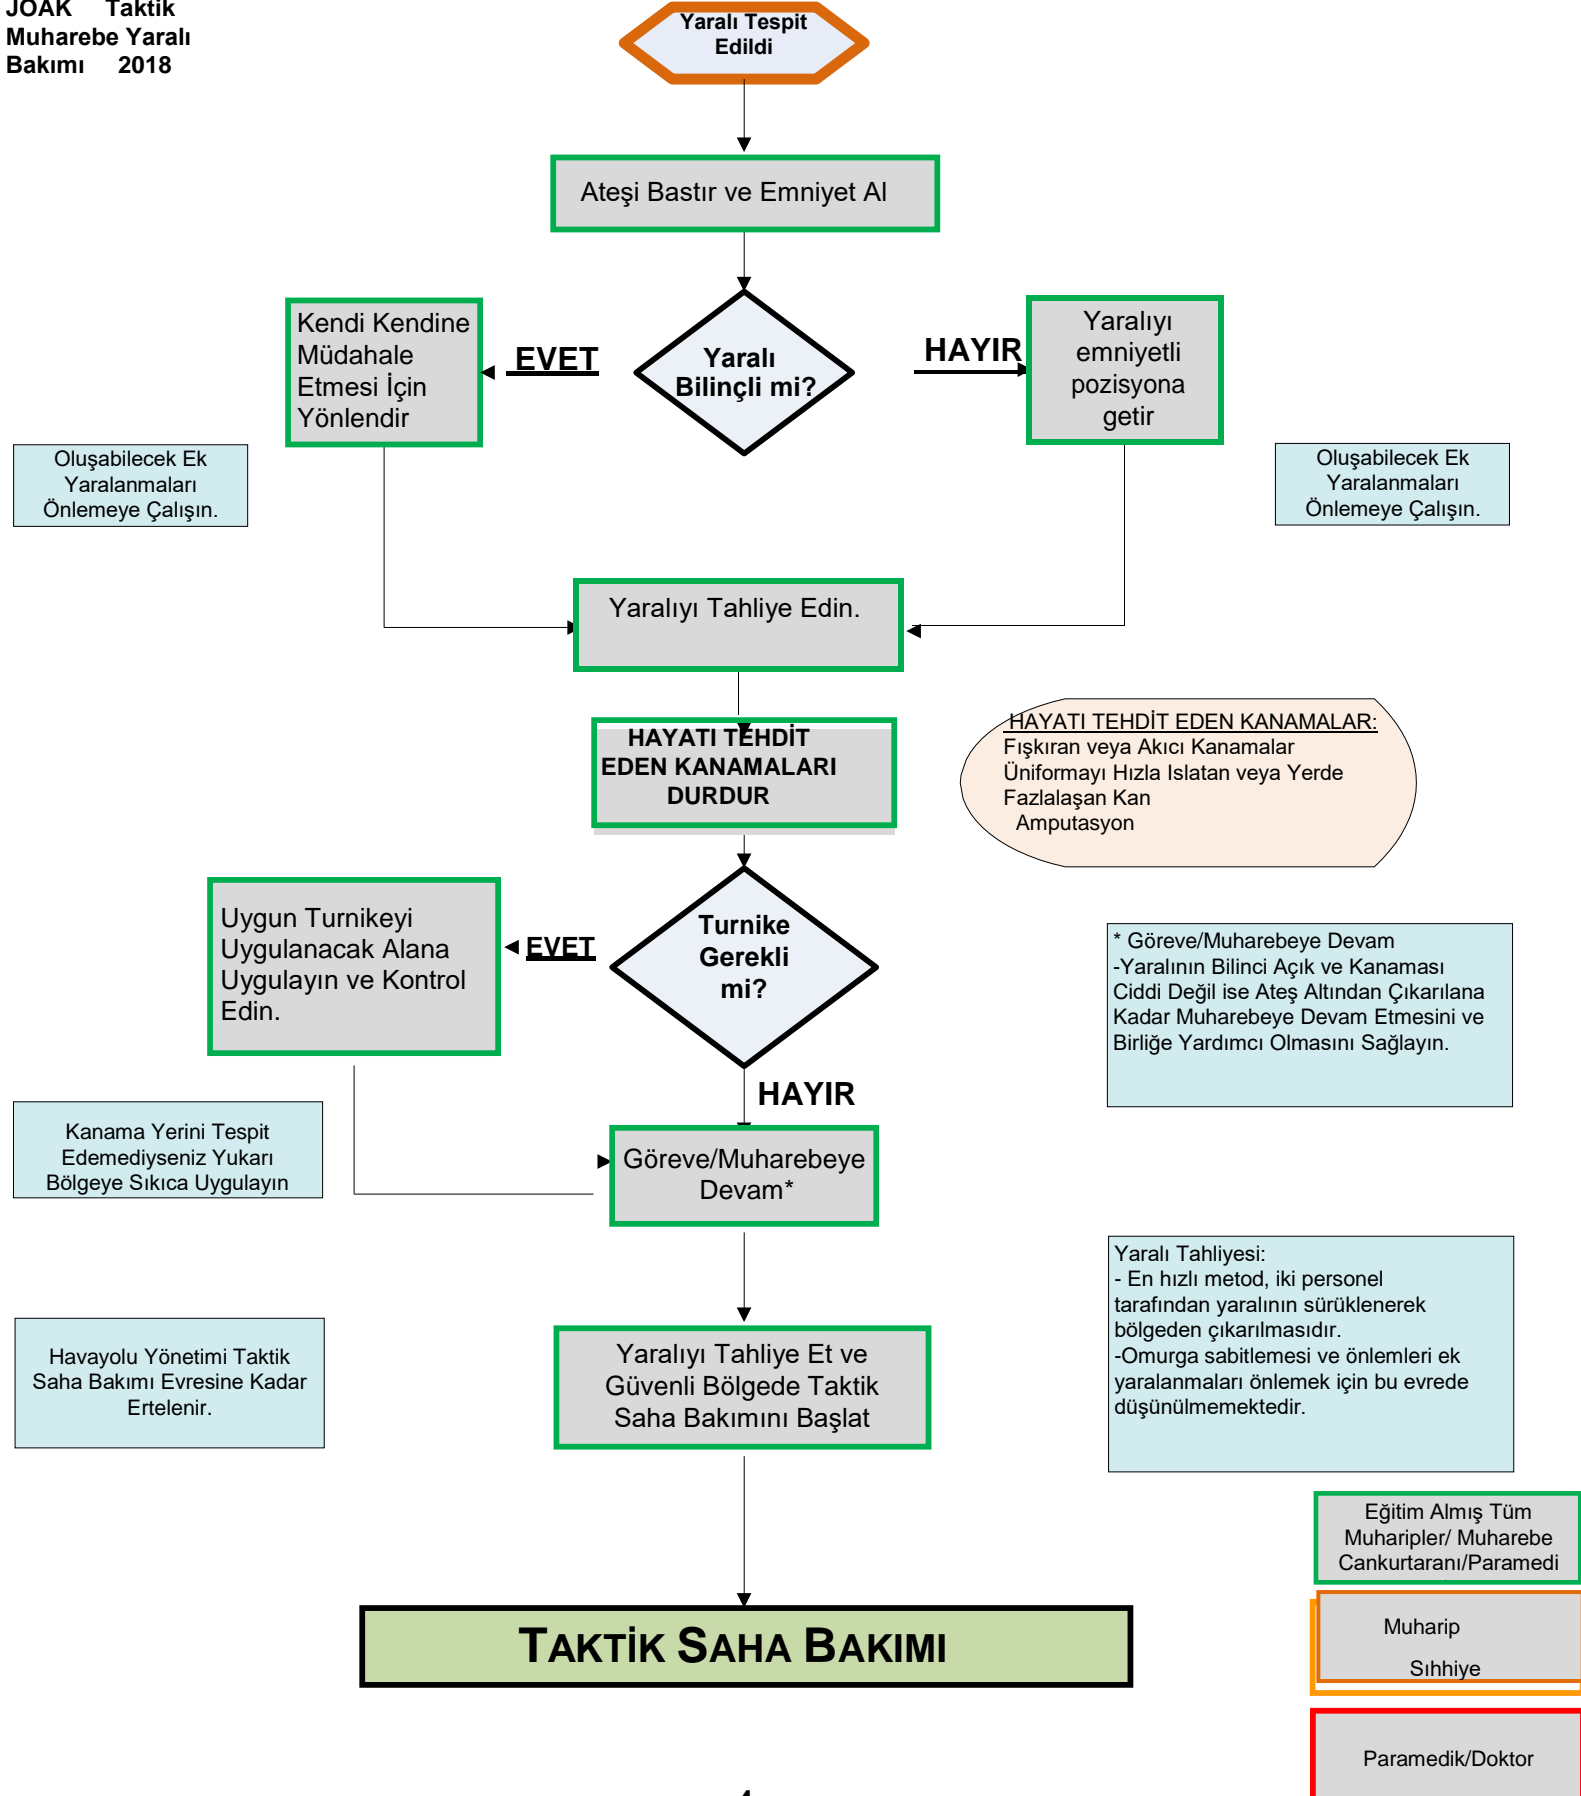 JOAK Taktik
Muharebe Yaralı
Bakımı 2018
Yaralı Tespit
Edildi
Ateşi Bastır ve Emniyet Al
Kendi Kendine
Müdahale
Etmesi İçin
Yönlendir
EVET
Yaralı
Bilinçli mi?
HAYIR
Yaralıyı
emniyetli
pozisyona
getir
Oluşabilecek Ek
Yaralanmaları
Önlemeye Çalışın.
Oluşabilecek Ek
Yaralanmaları
Önlemeye Çalışın.
Yaralıyı Tahliye Edin.
HAYATI TEHDİT
EDEN KANAMALARI
DURDUR
HAYATI TEHDİT EDEN KANAMALAR:
Fışkıran veya Akıcı Kanamalar
Üniformayı Hızla Islatan veya Yerde
Fazlalaşan Kan
Amputasyon
Uygun Turnikeyi
Uygulanacak Alana
Uygulayın ve Kontrol
Edin.
EVET
Turnike
Gerekli
mi?
* Göreve/Muharebeye Devam
-Yaralının Bilinci Açık ve Kanaması
Ciddi Değil ise Ateş Altından Çıkarılana
Kadar Muharebeye Devam Etmesini ve
Birliğe Yardımcı Olmasını Sağlayın.
HAYIR
Kanama Yerini Tespit
Edemediyseniz Yukarı
Bölgeye Sıkıca Uygulayın
Göreve/Muharebeye
Devam*
Yaralı Tahliyesi:
- En hızlı metod, iki personel
tarafından yaralının sürüklenerek
bölgeden çıkarılmasıdır.
-Omurga sabitlemesi ve önlemleri ek
yaralanmaları önlemek için bu evrede
düşünülmemektedir.
Havayolu Yönetimi Taktik
Saha Bakımı Evresine Kadar
Ertelenir.
Yaralıyı Tahliye Et ve
Güvenli Bölgede Taktik
Saha Bakımını Başlat
Eğitim Almış Tüm
Muharipler/ Muharebe
Cankurtaranı/Paramedi
TAKTİK SAHA BAKIMI
Muharip
Sıhhiye
Paramedik/Doktor